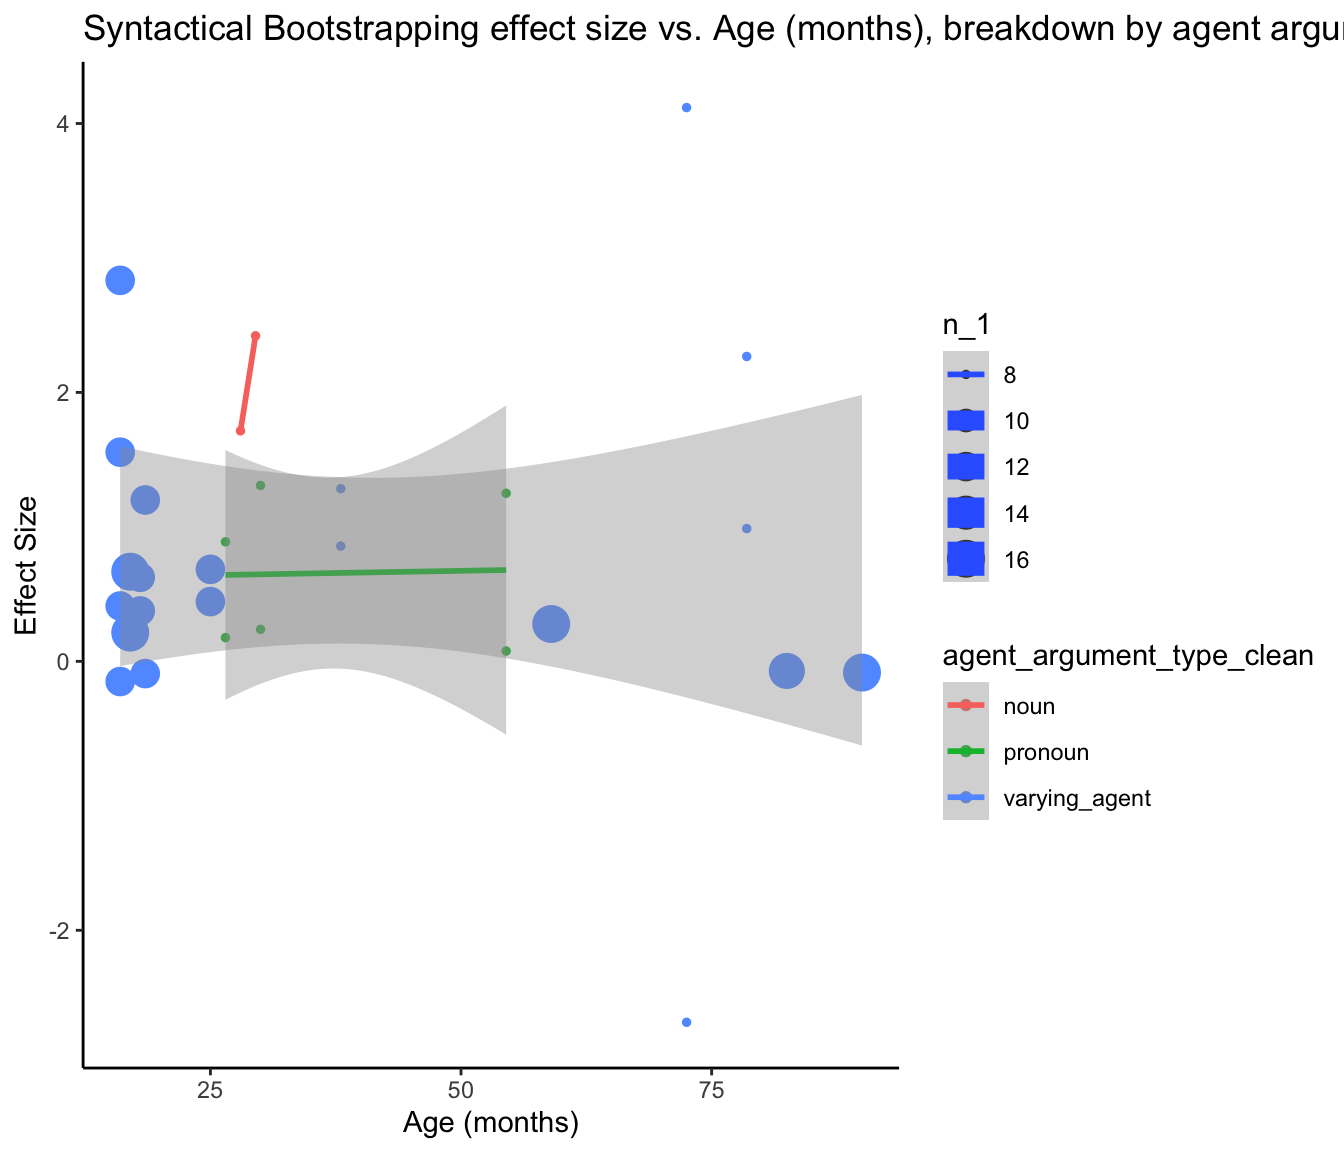 Syntactical Bootstrapping effect size vs. Age (months), breakdown by agent argu
4
2
0
-2
Effect Size
25 50 75
Age (months)
n_1
8
10
12
14
16
agent_argument_type_clean
noun
pronoun
varying_agent